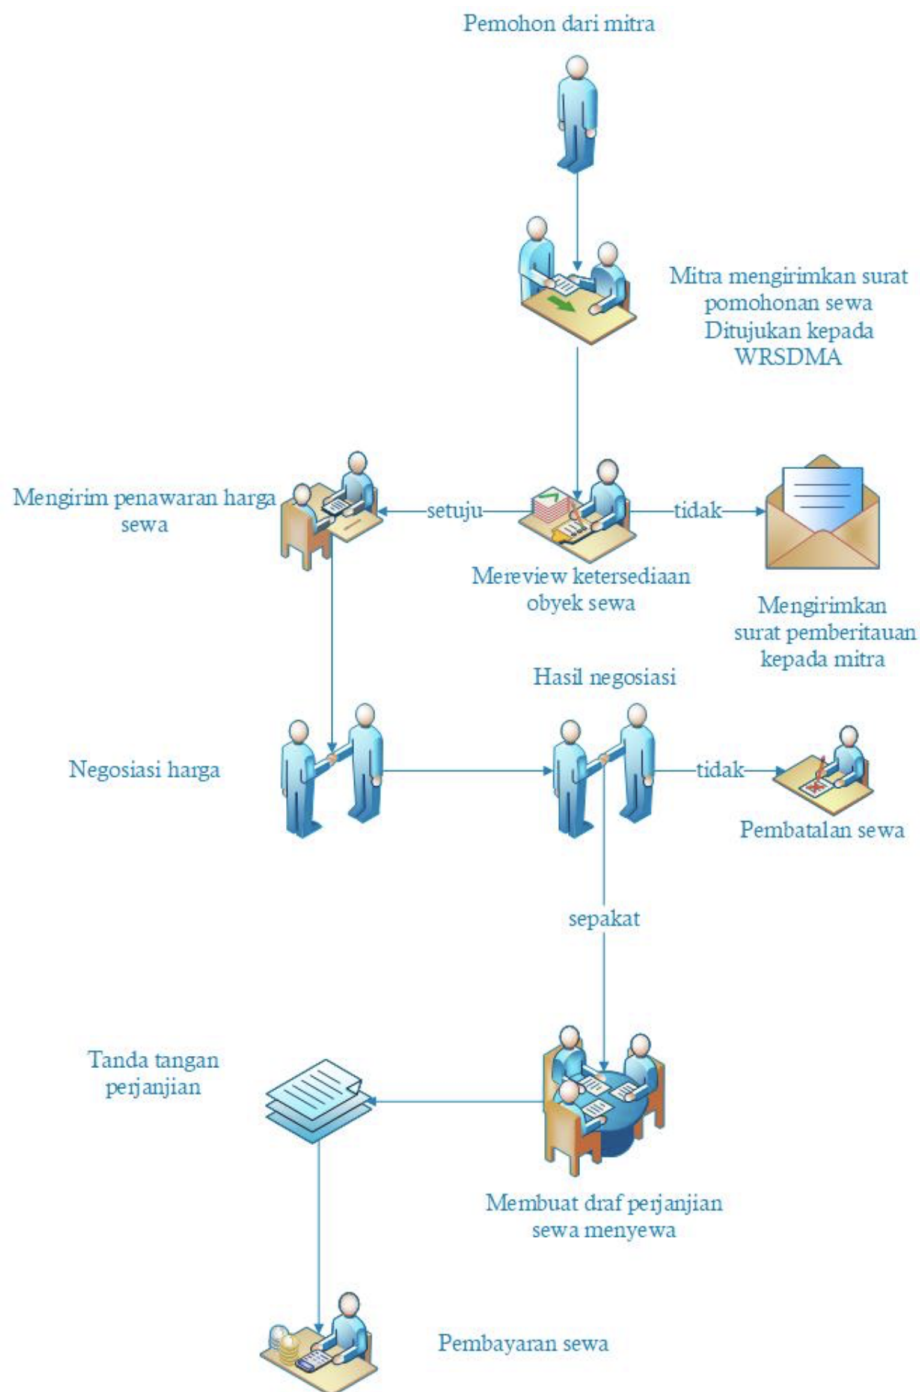 Pemohon dari mitra
Mitra mengirimkan surat
pomohonan sewa
Ditujukan kepada
WRSDMA
Mengirim penawaran harga
sewa
setuju
tidak
Mereview ketersediaan
obyek sewa
Mengirimkan
surat pemberitauan
kepada mitra
Hasil negosiasi
Negosiasi harga
tidak
Pembatalan sewa
sepakat
Tanda tangan
perjanjian
Membuat draf perjanjian
sewa menyewa
Pembayaran sewa